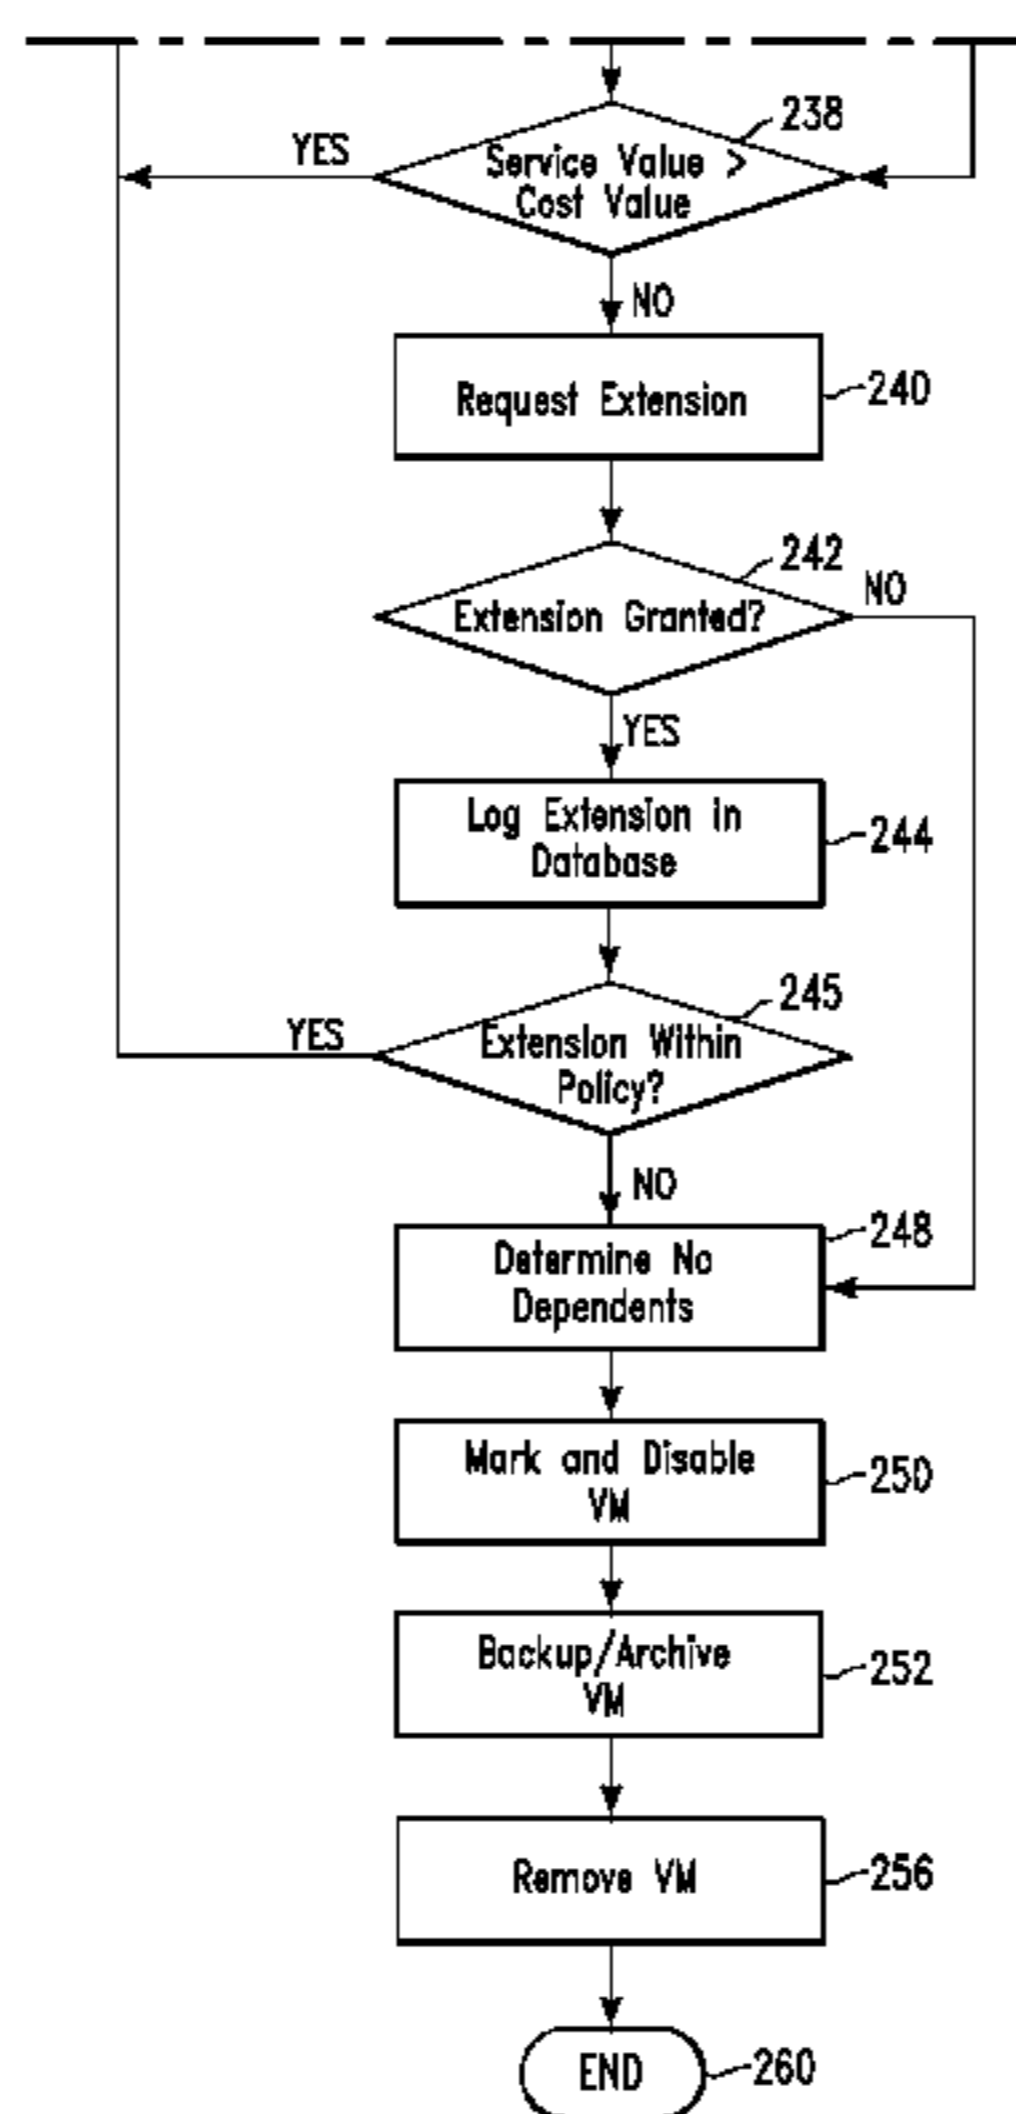 238
YES
Service Value >
Cost Value
NO
Request Extension
240
242
NO
Extension Granted?
YES
Log Extension in
Database
244
245
YES
Extension Within
Policy?
NO
248
Determine No
Dependents
Mark and Disable
VM
250
Backup/Archive
VM
252
Remove VM
256
END
260